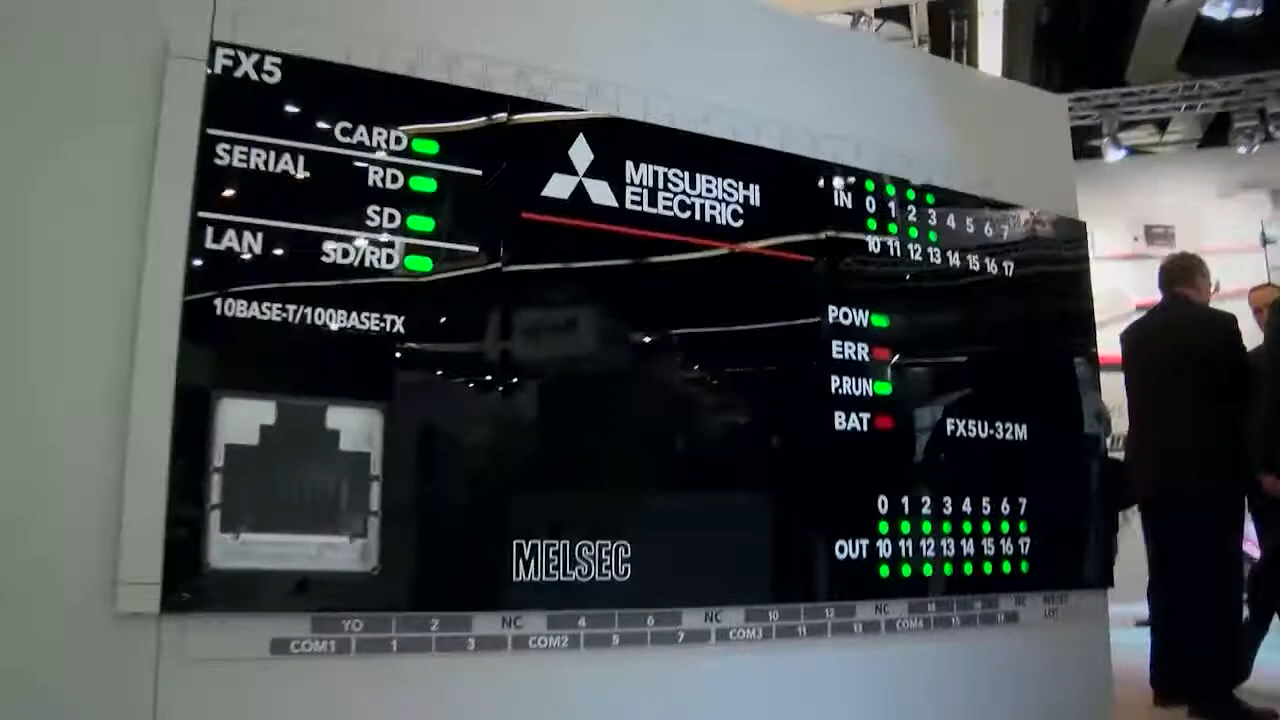 FX5
CARD
SERIAL RD
SD
LAN SD/RD
10BASE-T/100BASE-TX
MITSUBISHI
ELECTRIC
IN 0 1 2 3 4 5 6 7
10 11 12 13 14 15 16 17
POW
ERR
P.RUN
BAT
FX5U-32M
0 1 2 3 4 5 6 7
OUT 10 11 12 13 14 15 16 17
MELSEC
Y0 2 NC 4 6 NC 10 12 NC
COM1 1 3 COM2 5 7 COM3 11 13 COM4